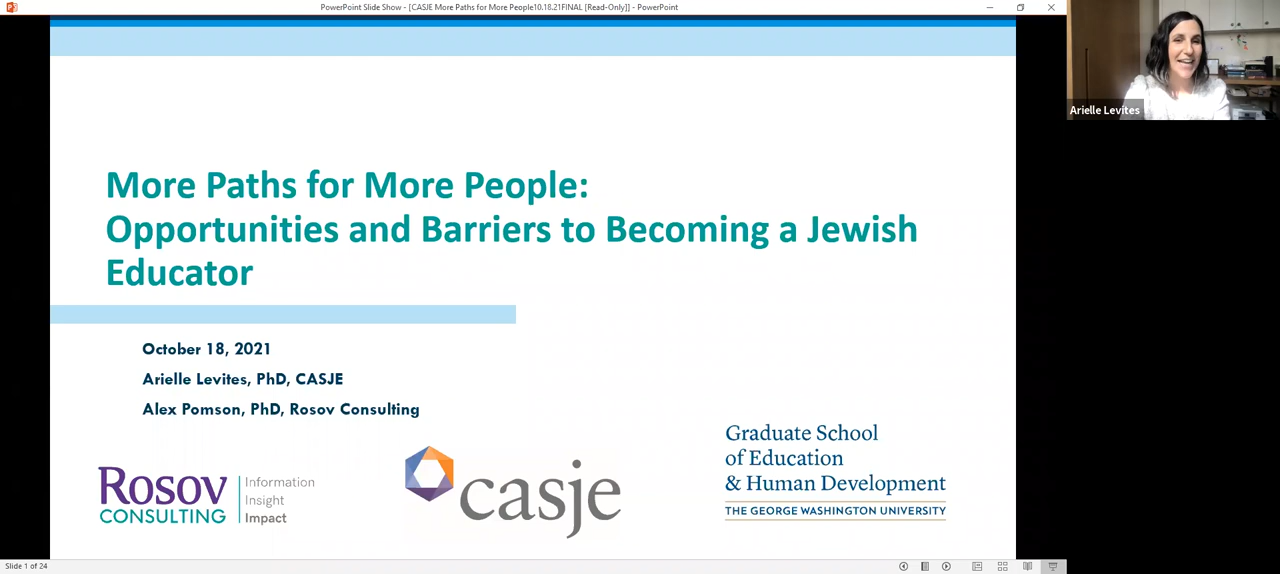 PowerPoint Slide Show - [CASJE More Paths for More People10.18.21FINAL [Read-Only]] - PowerPoint
Arielle Levites
More Paths for More People:
Opportunities and Barriers to Becoming a Jewish
Educator
October 18, 2021
Arielle Levites, PhD, CASJE
Alex Pomson, PhD, Rosov Consulting
ROSOV
CONSULTING
Information
Insight
Impact
casje
Graduate School
of Education
& Human Development
THE GEORGE WASHINGTON UNIVERSITY
Slide 1 of 24